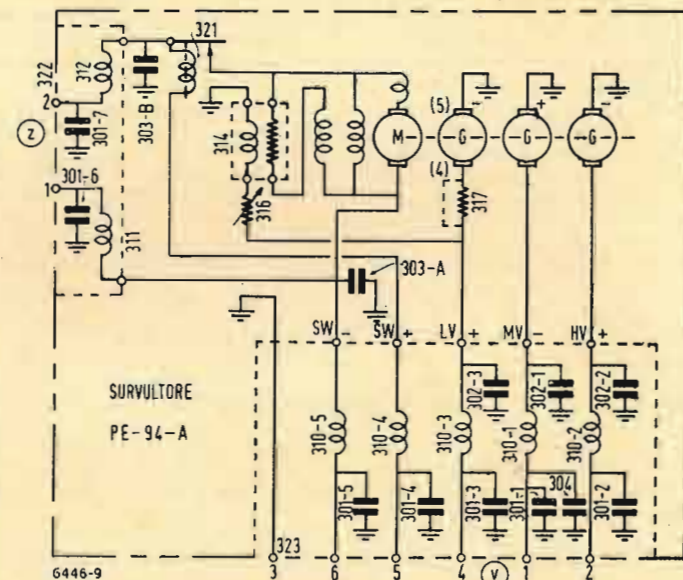 321
322
312
303-B
2
301-7
Z
314
(5)
-
+
-
M
G
G
G
(4)
301-6
1
311
316
317
303-A
SW - SW + LV + MV - HV +
SURVULTORE
PE-94-A
302-3
302-1
302-2
310-5
310-4
310-3
310-1
310-2
301-5
301-4
301-3
301-1
304
301-2
323
6446-9
3 6 5 4 V 1 2